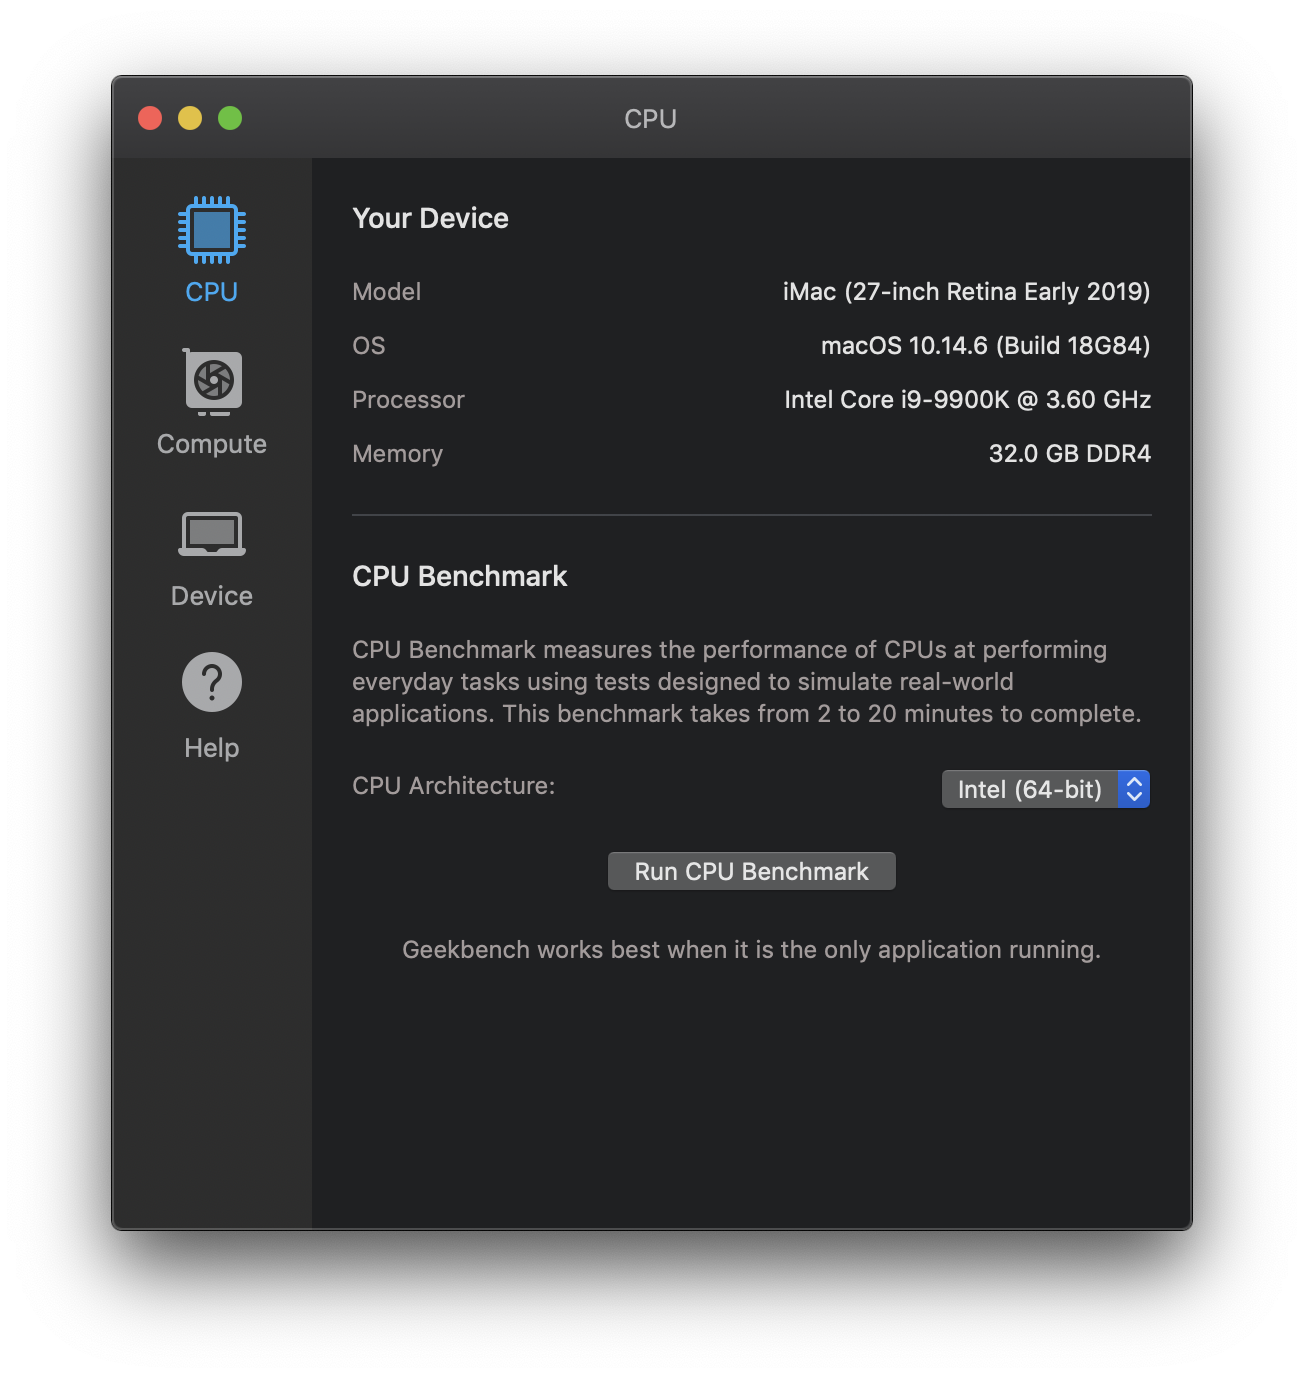 CPU
CPU
Compute
Device
Help
Your Device
Model iMac (27-inch Retina Early 2019)
OS macOS 10.14.6 (Build 18G84)
Processor Intel Core i9-9900K @ 3.60 GHz
Memory 32.0 GB DDR4
CPU Benchmark
CPU Benchmark measures the performance of CPUs at performing
everyday tasks using tests designed to simulate real-world
applications. This benchmark takes from 2 to 20 minutes to complete.
CPU Architecture: Intel (64-bit)
Run CPU Benchmark
Geekbench works best when it is the only application running.